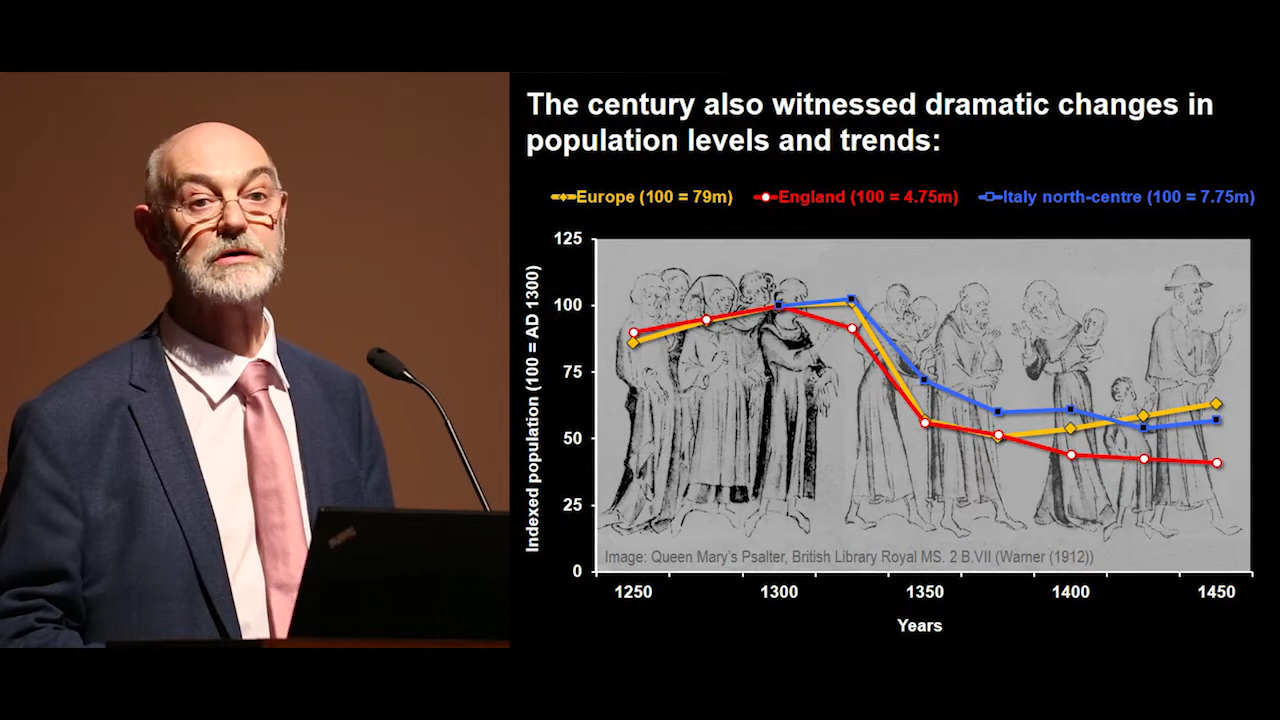 The century also witnessed dramatic changes in
population levels and trends:
Europe (100 = 79m) England (100 = 4.75m) Italy north-centre (100 = 7.75m)
Indexed population (100 = AD 1300)
125
100
75
50
25
0
Image: Queen Mary's Psalter, British Library Royal MS. 2 B.VII (Warner (1912))
1250 1300 1350 1400 1450
Years